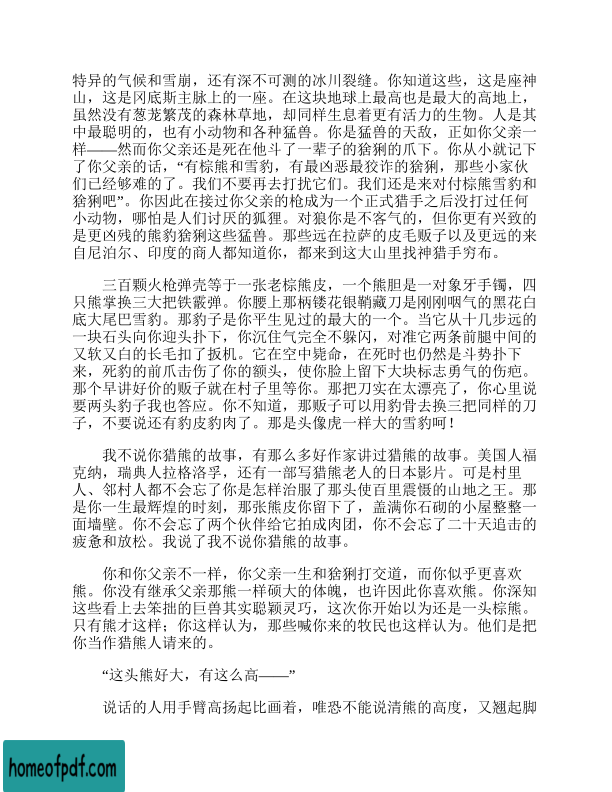 特异的气候和雪崩，还有深不可测的冰川裂缝。你知道这些，这是座神
山，这是冈底斯主脉上的一座。在这块地球上最高也是最大的高地上，
虽然没有葱茏繁茂的森林草地，却同样生息着更有活力的生物。人是其
中最聪明的，也有小动物和各种猛兽。你是猛兽的天敌，正如你父亲一
样——然而你父亲还是死在他斗了一辈子的猞猁的爪下。你从小就记下
了你父亲的话，“有棕熊和雪豹，有最凶恶最狡诈的猞猁，那些小家伙
们已经够难的了。我们不要再去打扰它们。我们还是来对付棕熊雪豹和
猞猁吧”。你因此在接过你父亲的枪成为一个正式猎手之后没打过任何
小动物，哪怕是人们讨厌的狐狸。对狼你是不客气的，但你更有兴致的
是更凶残的熊豹猞猁这些猛兽。那些远在拉萨的皮毛贩子以及更远的来
自尼泊尔、印度的商人都知道你，都来到这大山里找神猎手穷布。
三百颗火枪弹壳等于一张老棕熊皮，一个熊胆是一对象牙手镯，四
只熊掌换三大把铁霰弹。你腰上那柄镂花银鞘藏刀是刚刚咽气的黑花白
底大尾巴雪豹。那豹子是你平生见过的最大的一个。当它从十几步远的
一块石头向你迎头扑下，你沉住气完全不躲闪，对准它两条前腿中间的
又软又白的长毛扣了扳机。它在空中毙命，在死时也仍然是斗势扑下
来，死豹的前爪击伤了你的额头，使你脸上留下大块标志勇气的伤疤。
那个早讲好价的贩子就在村子里等你。那把刀实在太漂亮了，你心里说
要两头豹子我也答应。你不知道，那贩子可以用豹骨去换三把同样的刀
子，不要说还有豹皮豹肉了。那是头像虎一样大的雪豹呵！
我不说你猎熊的故事，有那么多好作家讲过猎熊的故事。美国人福
克纳，瑞典人拉格洛孚，还有一部写猎熊老人的日本影片。可是村里
人、邻村人都不会忘了你是怎样治服了那头使百里震慑的山地之王。那
是你一生最辉煌的时刻，那张熊皮你留下了，盖满你石砌的小屋整整一
面墙壁。你不会忘了两个伙伴给它拍成肉团，你不会忘了二十天追击的
疲惫和放松。我说了我不说你猎熊的故事。
你和你父亲不一样，你父亲一生和猞猁打交道，而你似乎更喜欢
熊。你没有继承父亲那熊一样硕大的体魄，也许因此你喜欢熊。你深知
这些看上去笨拙的巨兽其实聪颖灵巧，这次你开始以为还是一头棕熊。
只有熊才这样；你这样认为，那些喊你来的牧民也这样认为。他们是把
你当作猎熊人请来的。
“这头熊好大，有这么高——”
说话的人用手臂高扬起比画着，唯恐不能说清熊的高度，又翘起脚
homeofpdf.com